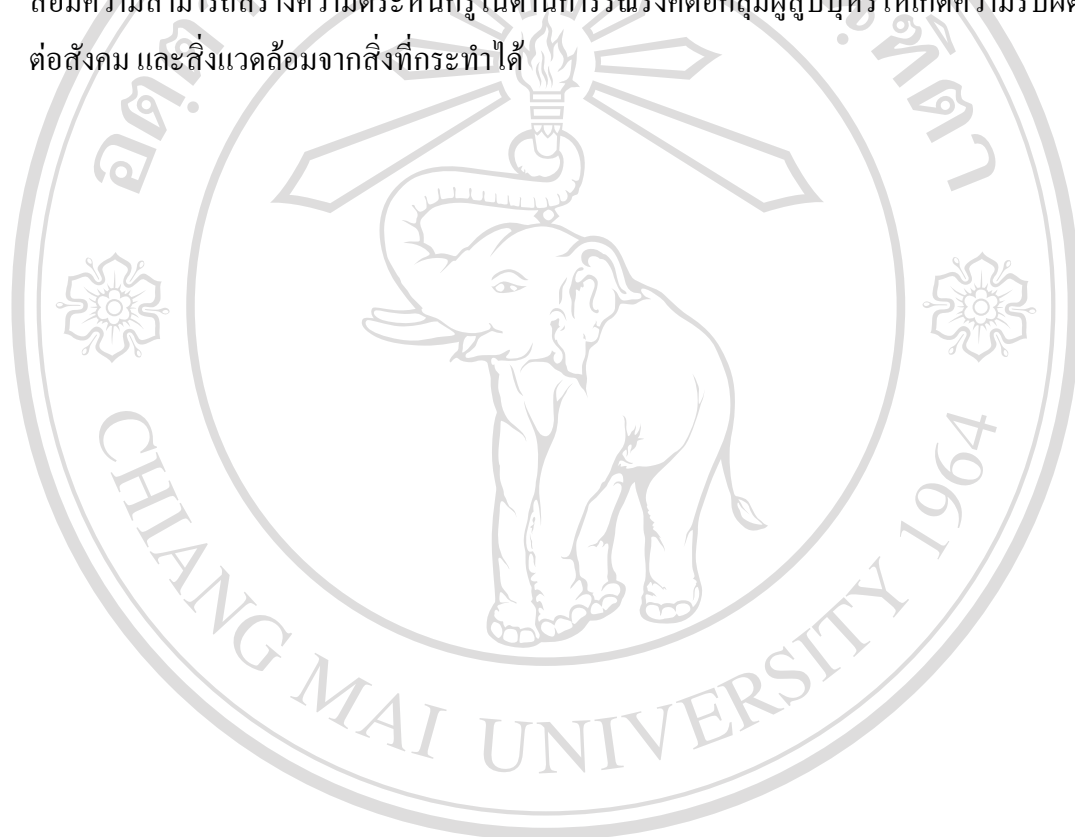 ล้อมความสามารถสร้างความตระหนักรู้ในด้านการรณรงค์ต่อกลุ่มผู้สูบบุหรี่ให้เกิดความรับผิด
ต่อสังคม และสิ่งแวดล้อมจากสิ่งที่กระทำได้
CHIANG MAI UNIVERSITY 1964